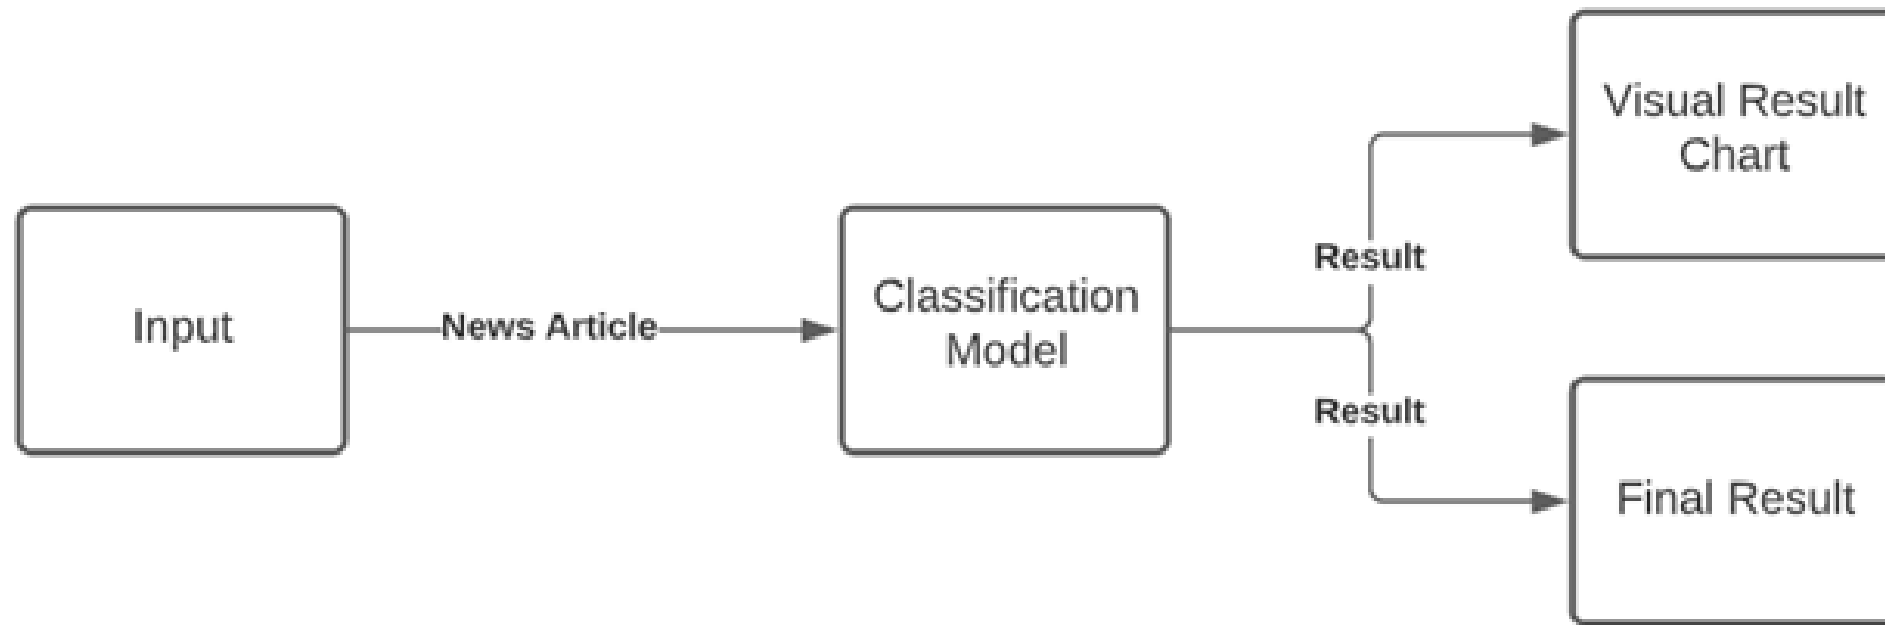 Input
News Article
Classification
Model
Result
Result
Visual Result
Chart
Final Result